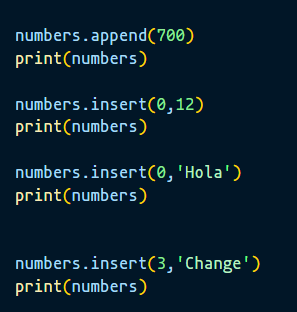 numbers.append(700)
print(numbers)
numbers.insert(0,12)
print(numbers)
numbers.insert(0,'Hola')
print(numbers)
numbers.insert(3,'Change')
print(numbers)